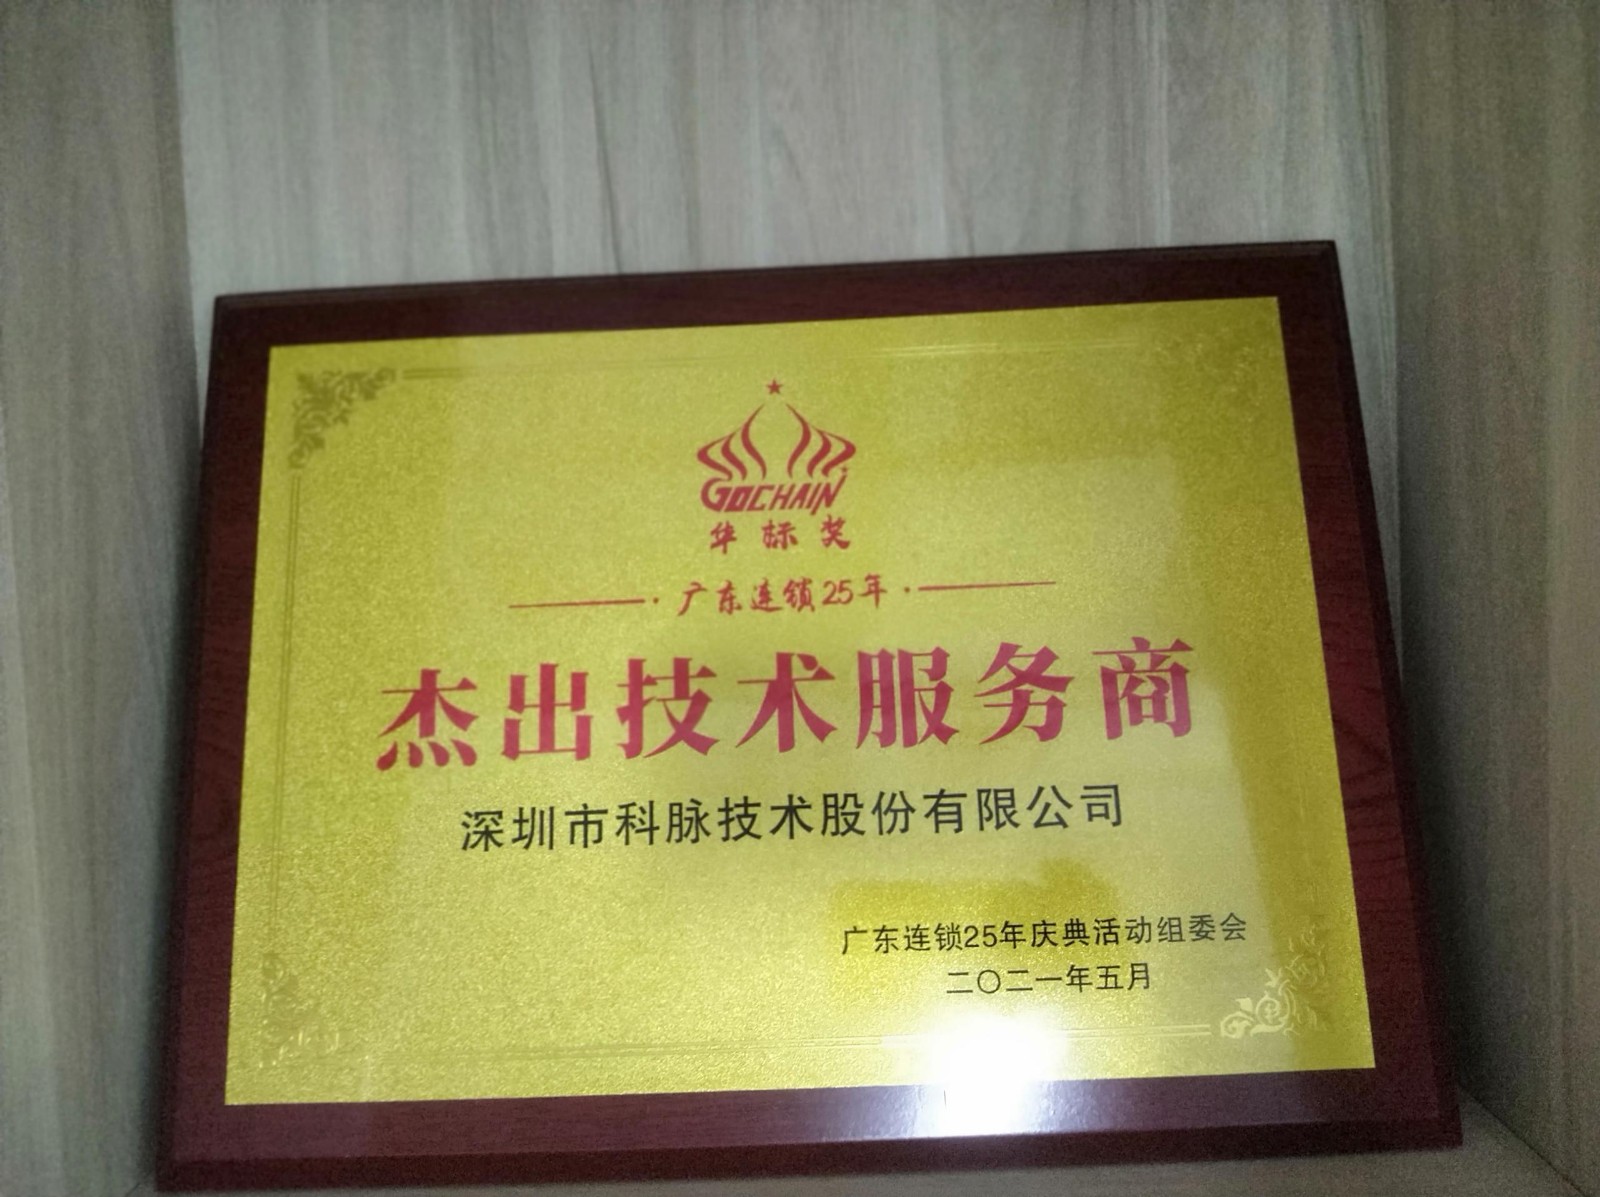 GOCHAIN
华标奖
·广东连锁25年·
杰出技术服务商
深圳市科脉技术股份有限公司
广东连锁25年庆典活动组委会
二〇二一年五月